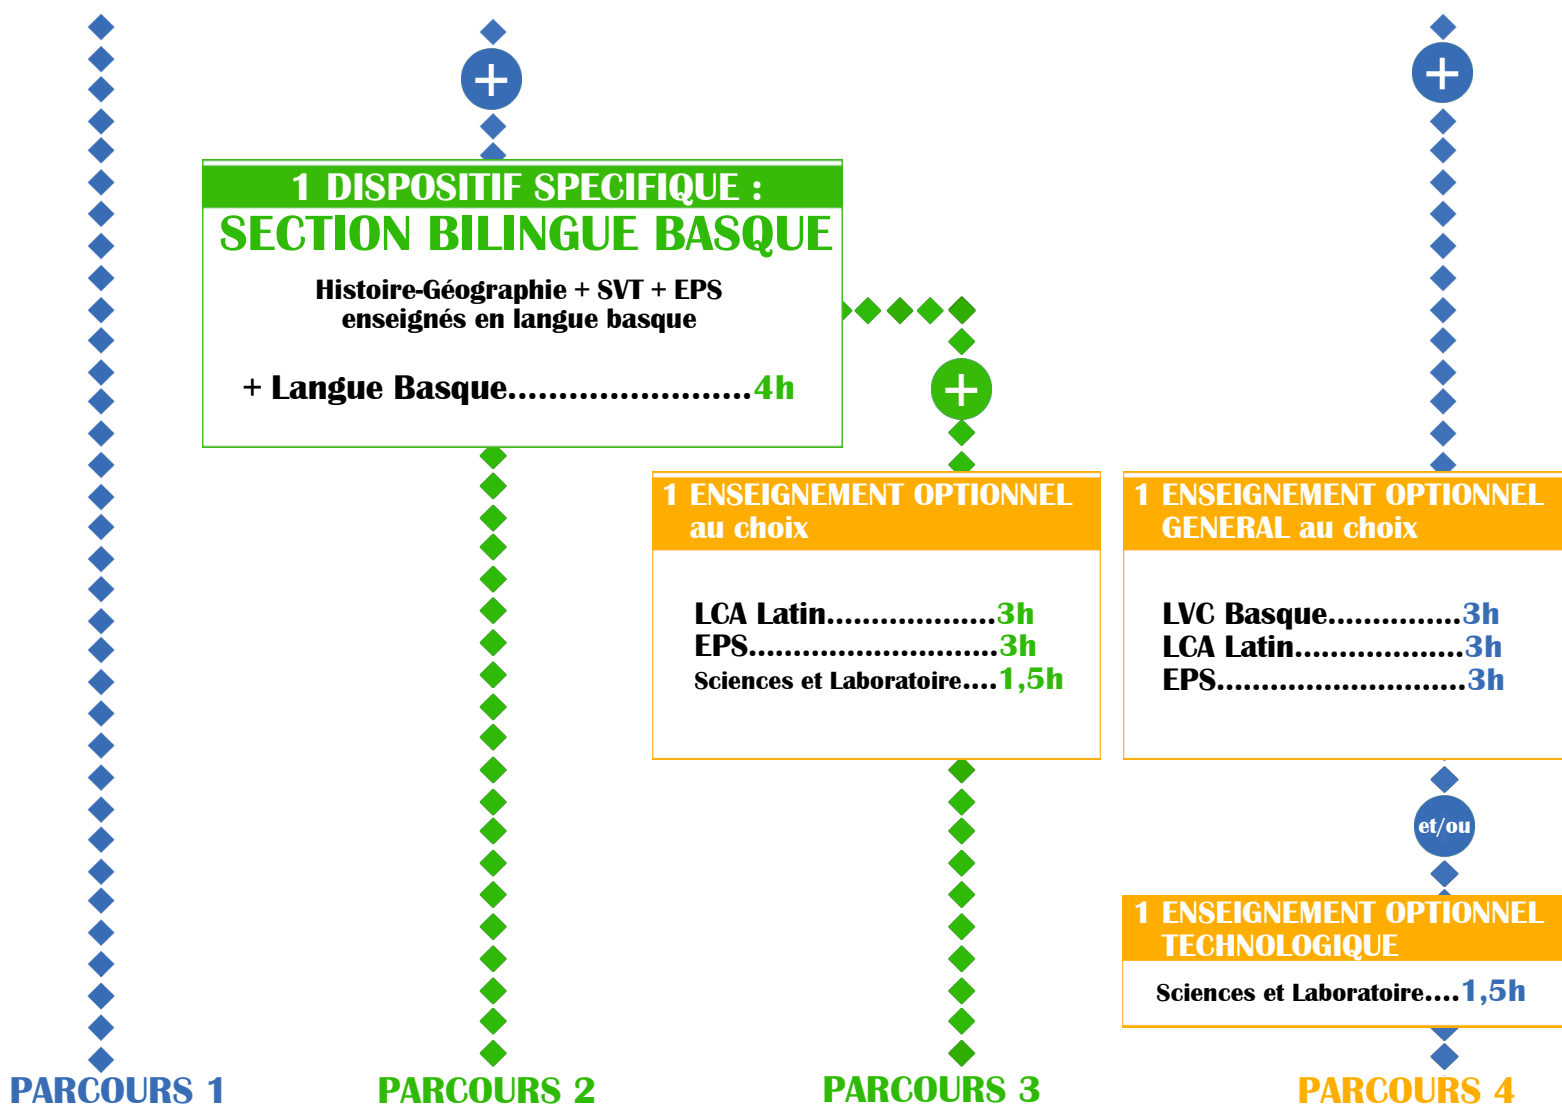 +
+
1 DISPOSITIF SPECIFIQUE :
SECTION BILINGUE BASQUE
Histoire-Géographie + SVT + EPS
enseignés en langue basque
+ Langue Basque........................4h
+
1 ENSEIGNEMENT OPTIONNEL
au choix
LCA Latin...................3h
EPS............................3h
Sciences et Laboratoire....1,5h
1 ENSEIGNEMENT OPTIONNEL
GENERAL au choix
LVC Basque...............3h
LCA Latin...................3h
EPS............................3h
et/ou
1 ENSEIGNEMENT OPTIONNEL
TECHNOLOGIQUE
Sciences et Laboratoire....1,5h
PARCOURS 1
PARCOURS 2
PARCOURS 3
PARCOURS 4